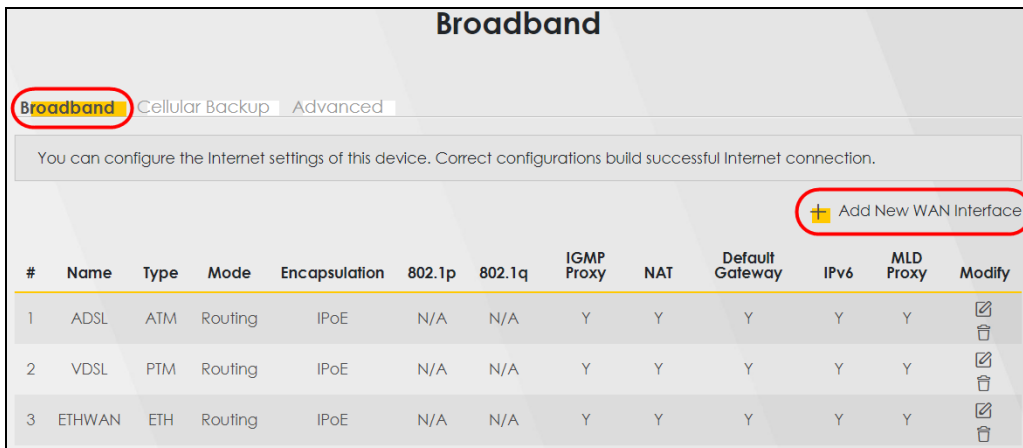 Broadband
Broadband Cellular Backup Advanced
You can configure the Internet settings of this device. Correct configurations build successful Internet connection.
+ Add New WAN Interface
# Name Type Mode Encapsulation 802.1p 802.1q IGMP Proxy NAT Default Gateway IPv6 MLD Proxy Modify
1 ADSL ATM Routing IPoE N/A N/A Y Y Y Y Y
2 VDSL PTM Routing IPoE N/A N/A Y Y Y Y Y
3 ETHWAN ETH Routing IPoE N/A N/A Y Y Y Y Y